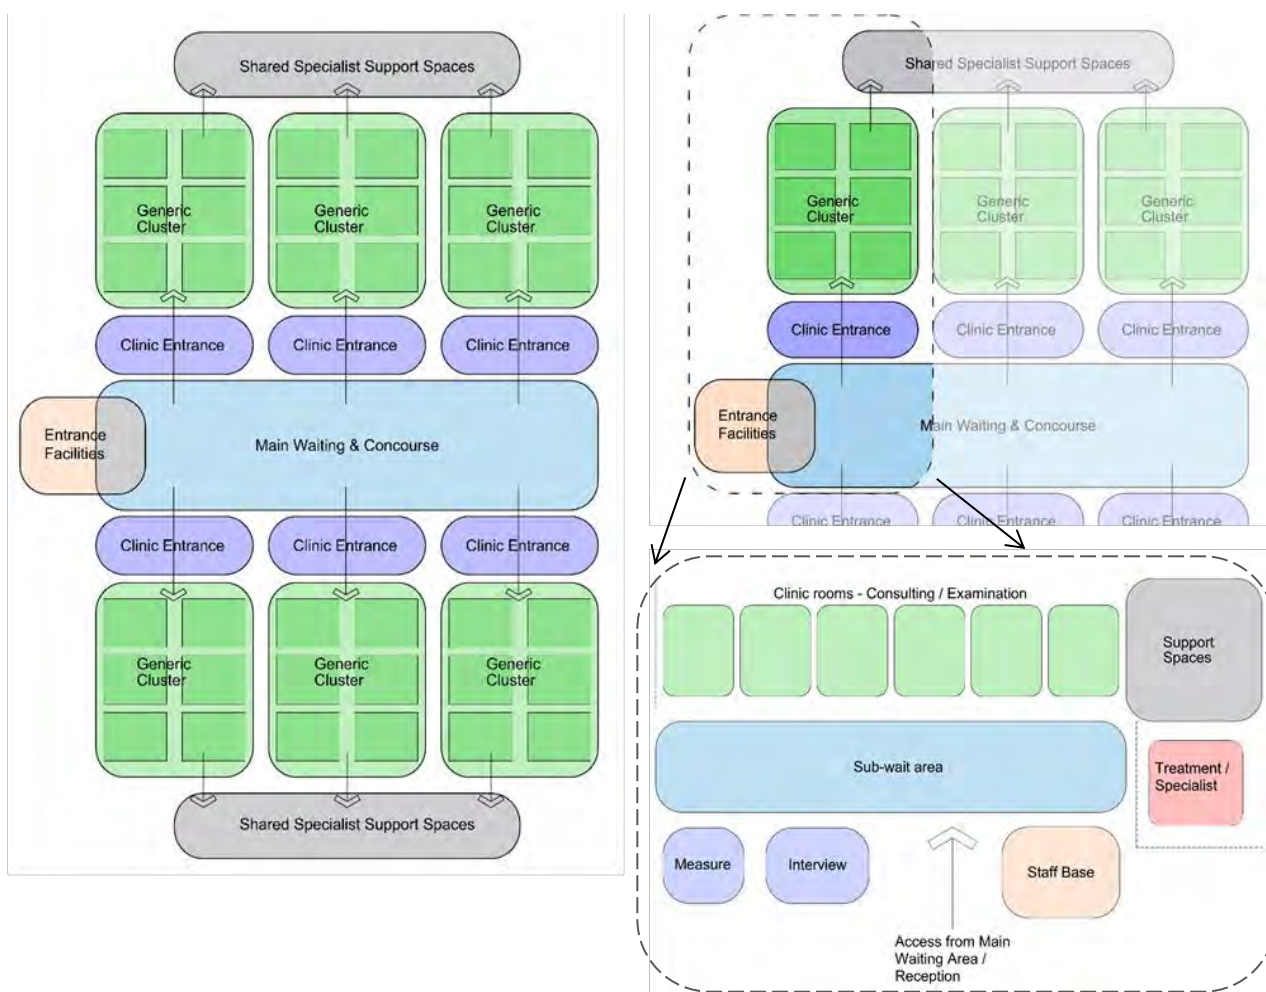 Shared Specialist Support Spaces
Generic
Cluster
Generic
Cluster
Generic
Cluster
Clinic Entrance
Clinic Entrance
Clinic Entrance
Entrance
Facilities
Main Waiting & Concourse
Clinic Entrance
Clinic Entrance
Clinic Entrance
Generic
Cluster
Generic
Cluster
Generic
Cluster
Shared Specialist Support Spaces
Shared Specialist Support Spaces
Generic
Cluster
Generic
Cluster
Generic
Cluster
Clinic Entrance
Clinic Entrance
Clinic Entrance
Entrance
Facilities
Main Waiting & Concourse
Clinic Entrance
Clinic Entrance
Clinic Entrance
Clinic rooms - Consulting / Examination
Support
Spaces
Sub-wait area
Treatment /
Specialist
Measure
Interview
Staff Base
Access from Main
Waiting Area /
Reception